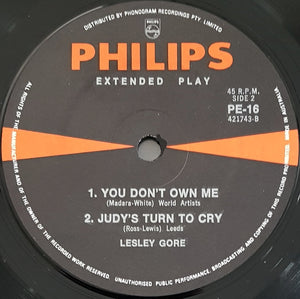 DISTRIBUTED BY PHONOGRAM RECORDINGS PTY. LIMITED
PHILIPS
PHILIPS
EXTENDED PLAY
45 R.P.M.
SIDE 2
PE-16
421743-B
1. YOU DON'T OWN ME
(Madara-White) World Artists
2. JUDY'S TURN TO CRY
(Ross-Lewis) Leeds
LESLEY GORE
ALL RIGHTS OF THE MANUFACTURER AND OF THE OWNER OF THE RECORDED WORK RESERVED
UNAUTHORISED PUBLIC PERFORMANCE, BROADCASTING AND COPYING OF THIS RECORD PROHIBITED
AUSTRALIA